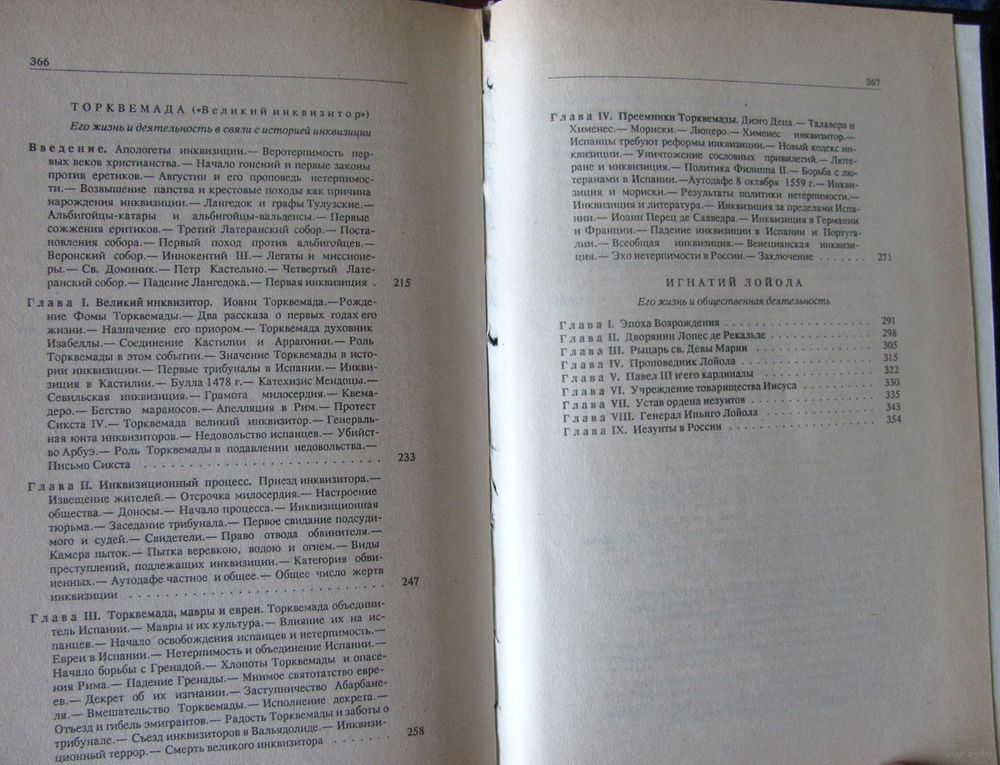 366
ТОРКВЕМАДА («Великий инквизитор»)
Его жизнь и деятельность в связи с историей инквизиции
Введение. Апологеты инквизиции.— Веротерпимость пер-
вых веков христианства.— Начало гонений и первые законы
против еретиков.— Августин и его проповедь нетерпимос-
ти.— Возвышение папства и крестовые походы как причина
нарождения инквизиции.— Лангедок и графы Тулузские.—
Альбигойцы-катары и альбигойцы-вальденсы.— Первые
сожжения еритиков.— Третий Латеранский собор.— Поста-
новления собора.— Первый поход против альбигойцев.—
Веронский собор.— Иннокентий III.— Легаты и миссионе-
ры.— Св. Доминик.— Петр Кастельно.— Четвертый Лате-
ранский собор.— Падение Лангедока.— Первая инквизиция . 215
Глава I. Великий инквизитор. Иоанн Торквемада.—Рожде-
ние Фомы Торквемады.— Два рассказа о первых годах его
жизни.— Назначение его приором.— Торквемада духовник
Изабеллы.— Соединение Кастилии и Аррагонии.— Роль
Торквемады в этом событии.— Значение Торквемады в исто-
рии инквизиции.— Первые трибуналы в Испании.— Инкви-
зиция в Кастилии.— Булла 1478 г.— Катехизис Мендоцы.—
Севильская инквизиция.— Грамота милосердия.— Квема-
деро.— Бегство мараносов.— Апелляция в Рим.— Протест
Сикста IV.— Торквемада великий инквизитор.— Генераль-
ная юнта инквизиторов.— Недовольство испанцев.— Убийст-
во Арбуэ.— Роль Торквемады в подавлении недовольства.—
Письмо Сикста . . . . . . . . . . . . . . . . . . . . 233
Глава II. Инквизиционный процесс. Приезд инквизитора.—
Извещение жителей.— Отсрочка милосердия.— Настроение
общества.— Доносы.— Начало процесса.— Инквизиционная
тюрьма.— Заседание трибунала.— Первое свидание подсуди-
мого и судей.— Свидетели.— Право отвода обвинителя.—
Камера пыток.— Пытка веревкою, водою и огнем.— Виды
преступлений, подлежащих инквизиции.— Категория обви-
ненных.— Аутодафе частное и общее.— Общее число жертв
инквизиции . . . . . . . . . . . . . . . . . . . . . . 247
Глава III. Торквемада, мавры и евреи. Торквемада объедини-
тель Испании.— Мавры и их культура.— Влияние их на ис-
панцев.— Начало освобождения испанцев и нетерпимость.—
Евреи в Испании.— Нетерпимость и объединение Испании.—
Начало борьбы с Гренадой.— Хлопоты Торквемады и опасе-
ния Рима.— Падение Гренады.— Мнимое святотатство евре-
ев.— Декрет об их изгнании.— Заступничество Абарбане-
ля.— Вмешательство Торквемады.— Исполнение декрета.—
Отъезд и гибель эмигрантов.— Радость Торквемады и заботы о
трибунале.— Съезд инквизиторов в Вальядолиде.— Инквизи-
ционный террор.— Смерть великого инквизитора . . . . . . . 258
367
Глава IV. Преемники Торквемады. Диэго Деца.— Талавера и
Хименес.— Мориски.— Люцеро.— Хименес инквизитор.—
Испанцы требуют реформы инквизиции.— Новый кодекс ин-
квизиции.— Уничтожение сословных привилегий.— Люте-
ране и инквизиция.— Политика Филиппа II.— Борьба с лю-
теранами в Испании.—Аутодафе 8 октября 1559 г.— Инкви-
зиция и мориски.— Результаты политики нетерпимости.—
Инквизиция и литература.— Инквизиция за пределами Испа-
нии.— Иоанн Перец де Сааведра.— Инквизиция в Германии
и Франции.— Падение инквизиции в Испании и Португа-
лии.— Всеобщая инквизиция.— Венецианская инквизи-
ция.— Эхо нетерпимости в России.— Заключение . . . . . . 271
ИГНАТИЙ ЛОЙОЛА
Его жизнь и общественная деятельность
Глава I. Эпоха Возрождения . . . . . . . . . . . . . . . 291
Глава II. Дворянин Лопес де Рекальде . . . . . . . . . . 298
Глава III. Рыцарь св. Девы Марии . . . . . . . . . . . . 305
Глава IV. Проповедник Лойола . . . . . . . . . . . . . . 315
Глава V. Павел III и его кардиналы . . . . . . . . . . . 322
Глава VI. Учреждение товарищества Иисуса . . . . . . . . 330
Глава VII. Устав ордена иезуитов . . . . . . . . . . . . 335
Глава VIII. Генерал Иньиго Лойола . . . . . . . . . . . 343
Глава IX. Иезуиты в России . . . . . . . . . . . . . . . 354
www.ay.by